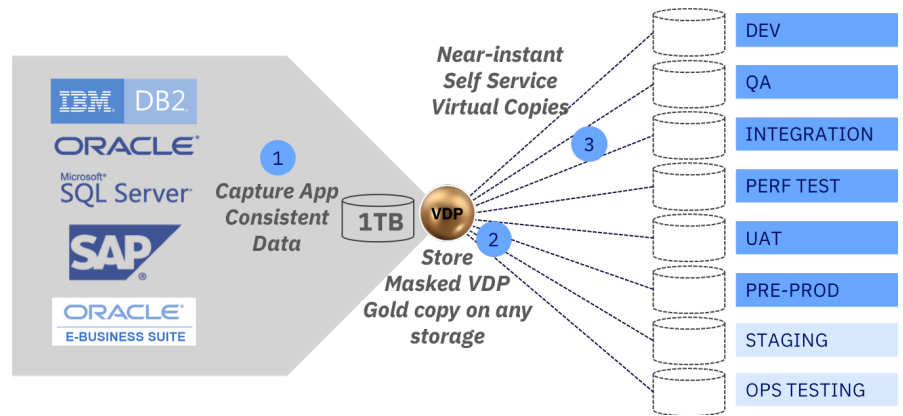 IBM. DB2.
ORACLE®
Microsoft®
SQL Server®
SAP®
ORACLE®
E-BUSINESS SUITE
1
Capture App
Consistent
Data
1TB
VDP
2
Store
Masked VDP
Gold copy on any
storage
Near-instant
Self Service
Virtual Copies
3
DEV
QA
INTEGRATION
PERF TEST
UAT
PRE-PROD
STAGING
OPS TESTING